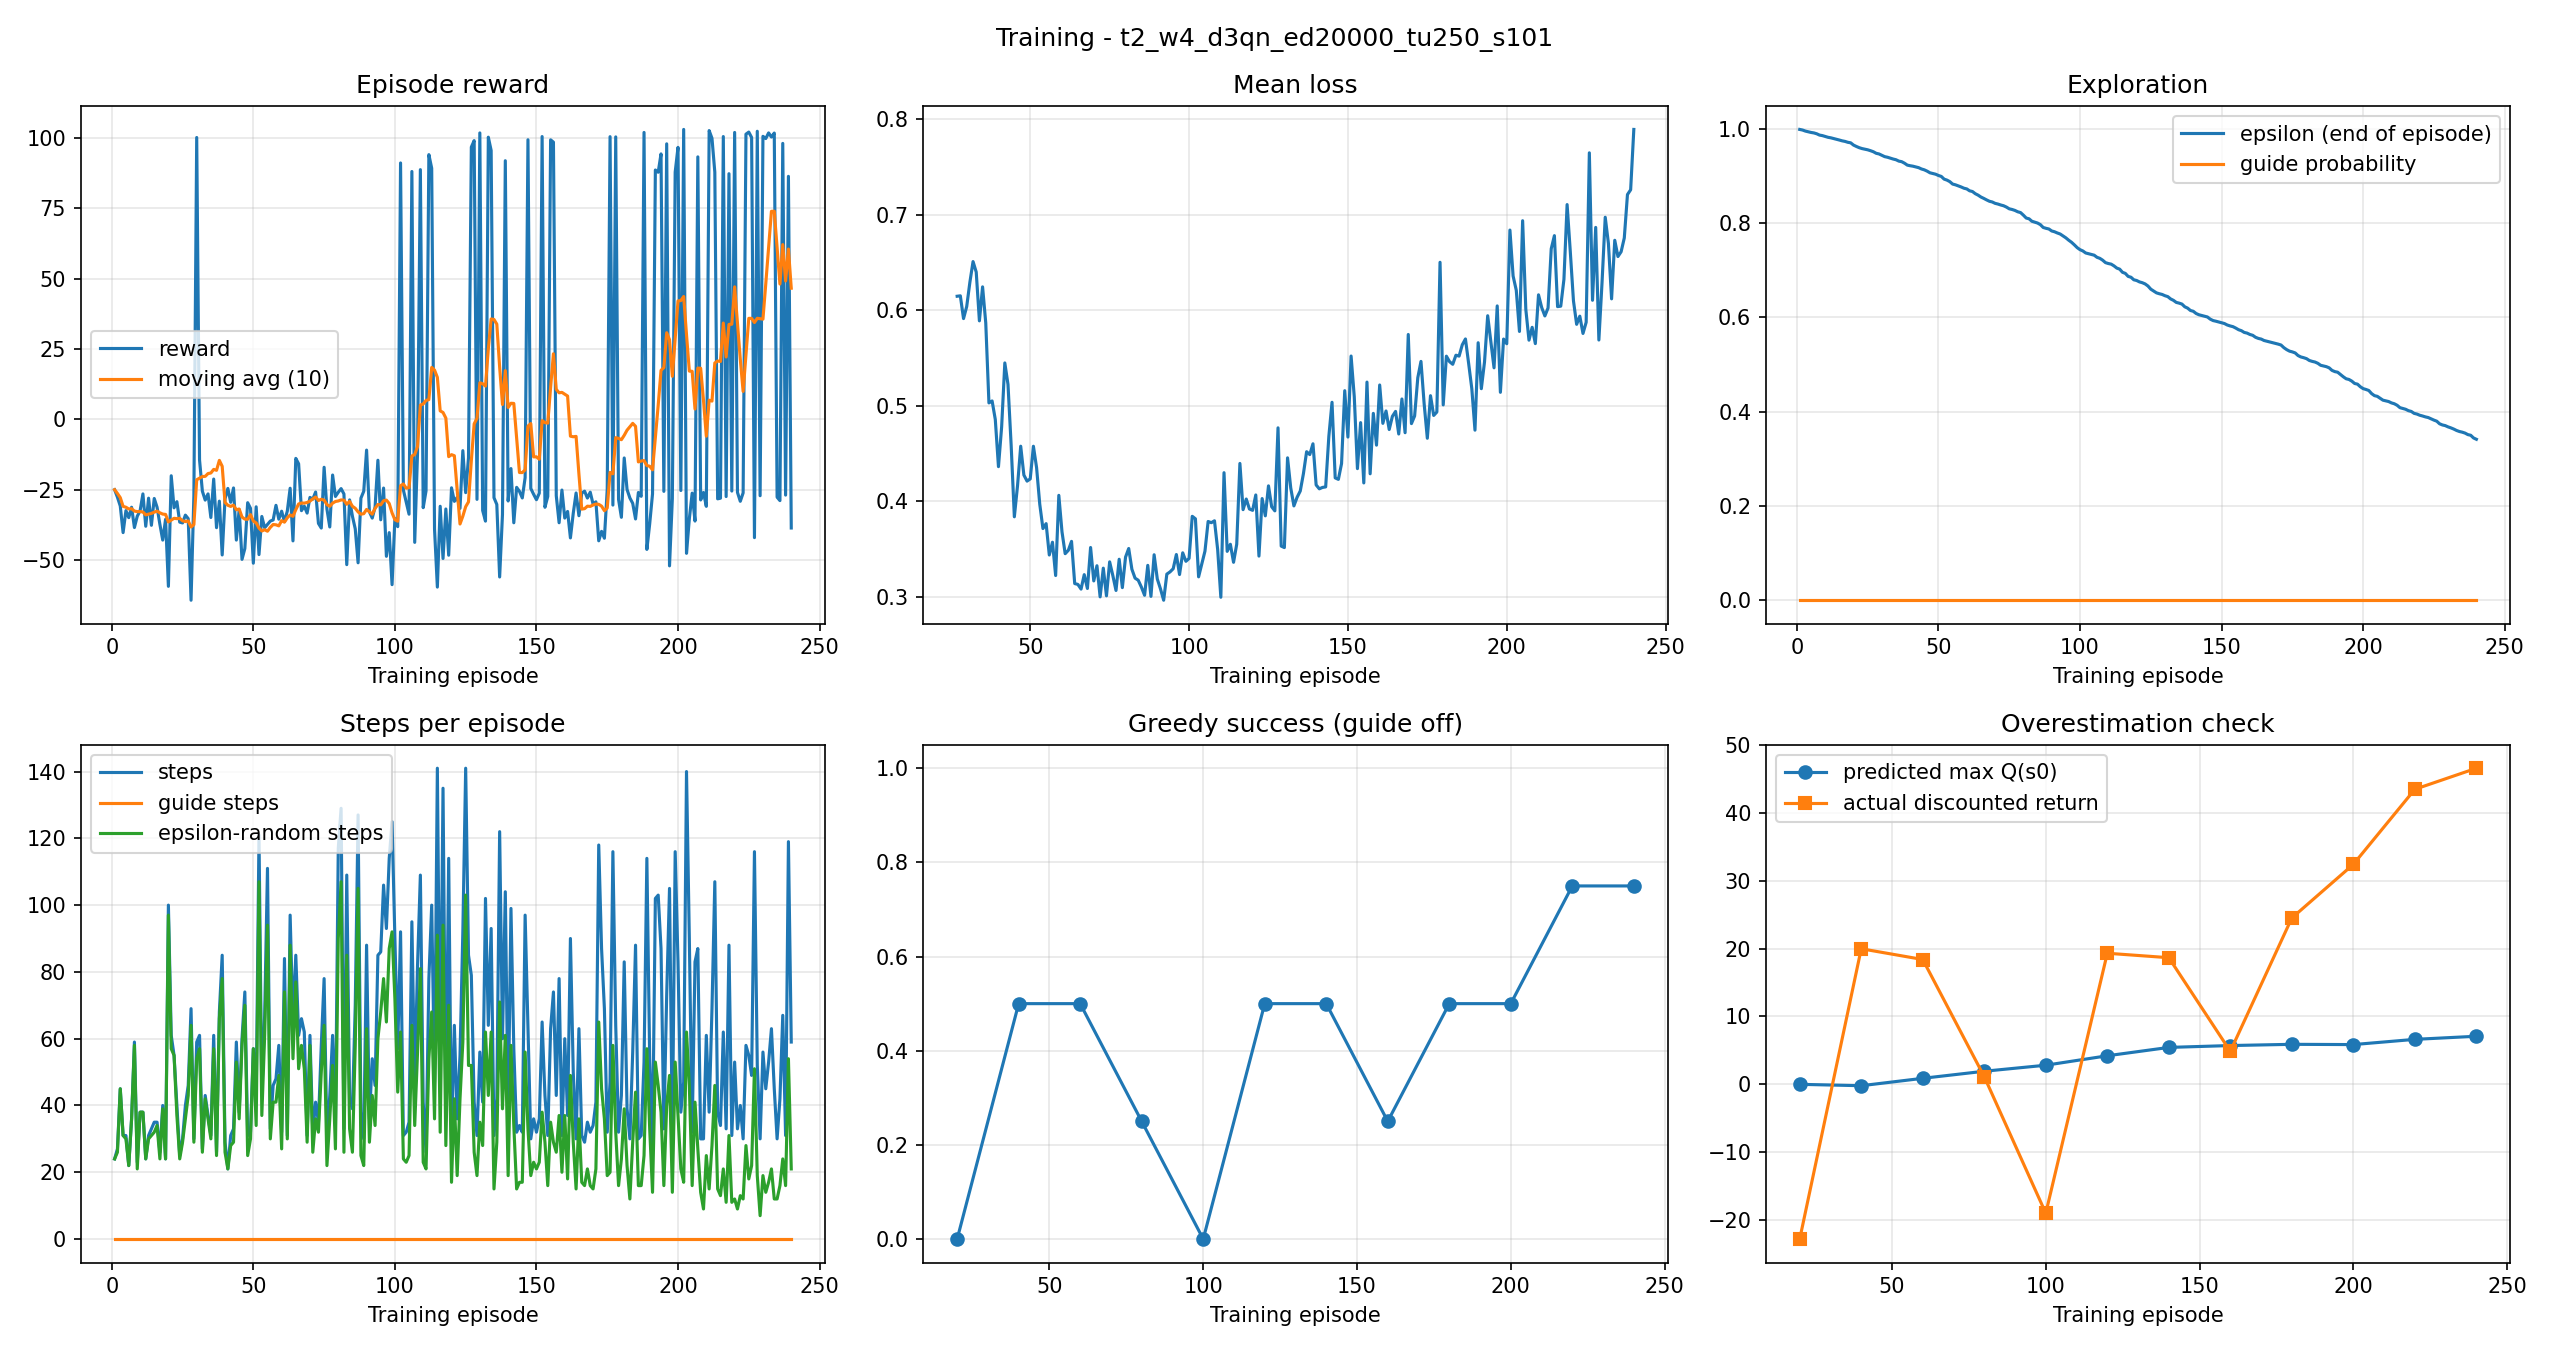 Training - t2_w4_d3qn_ed20000_tu250_s101
Episode reward
100
75
50
25
0
−25
−50
reward
moving avg (10)
0 50 100 150 200 250
Training episode
Mean loss
0.8
0.7
0.6
0.5
0.4
0.3
50 100 150 200 250
Training episode
Exploration
1.0
0.8
0.6
0.4
0.2
0.0
epsilon (end of episode)
guide probability
0 50 100 150 200 250
Training episode
Steps per episode
140
120
100
80
60
40
20
0
steps
guide steps
epsilon-random steps
0 50 100 150 200 250
Training episode
Greedy success (guide off)
1.0
0.8
0.6
0.4
0.2
0.0
50 100 150 200 250
Training episode
Overestimation check
50
40
30
20
10
0
−10
−20
predicted max Q(s0)
actual discounted return
50 100 150 200 250
Training episode